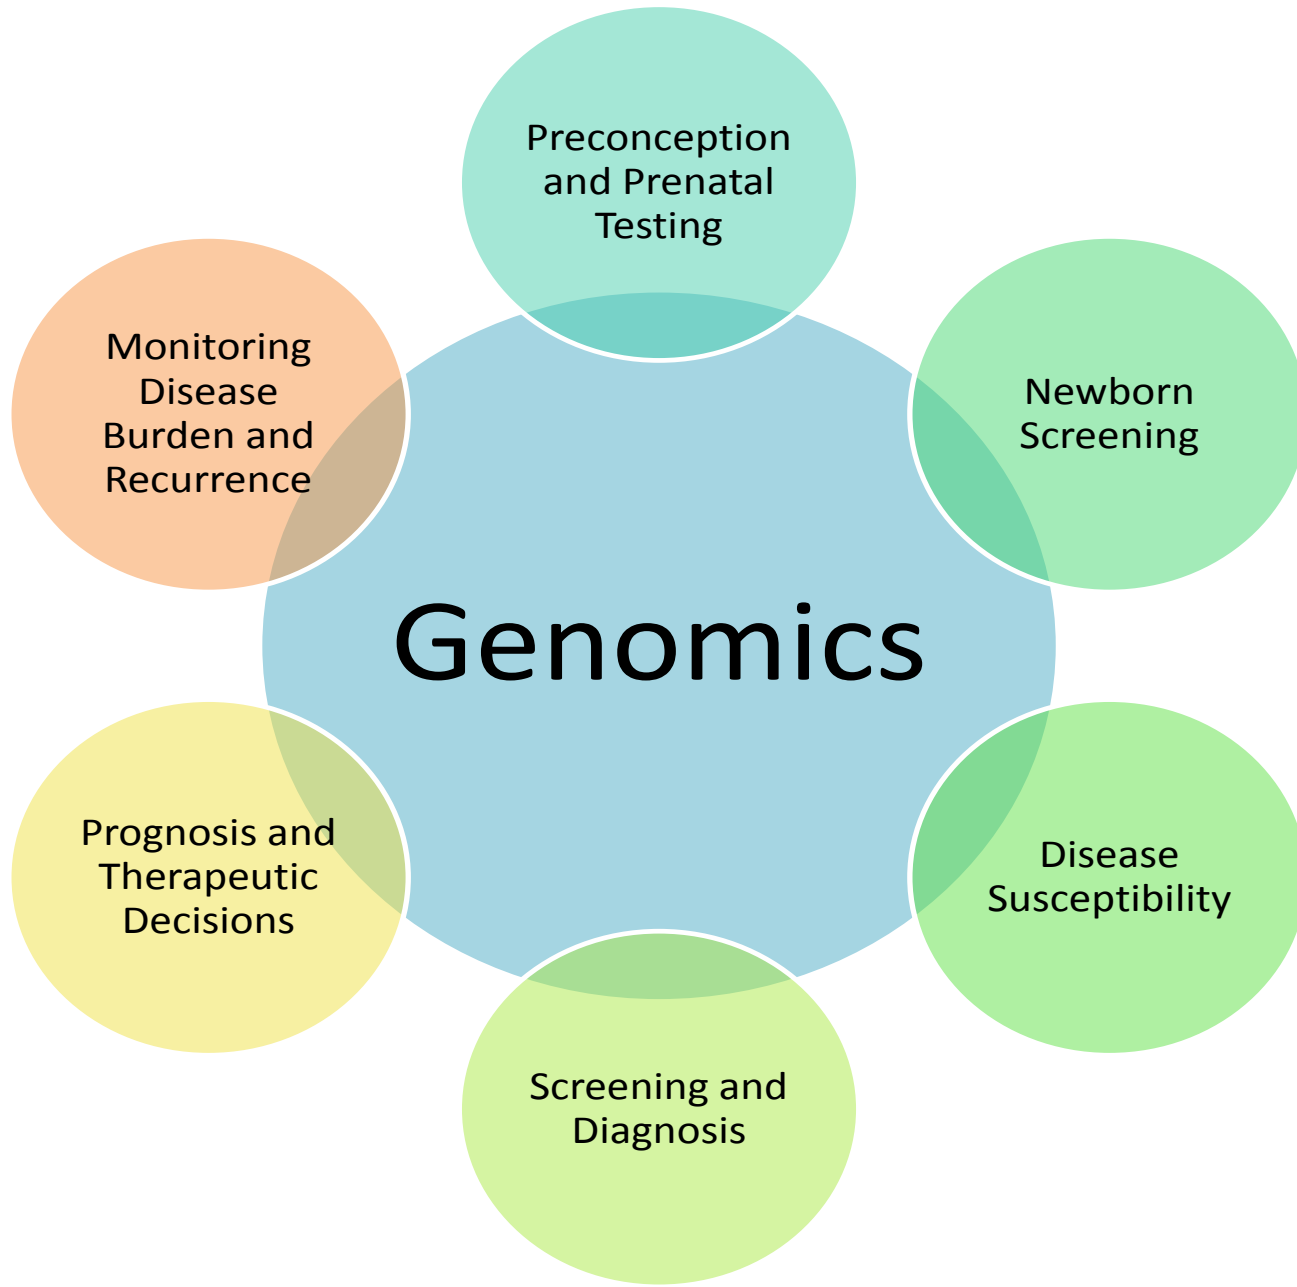 Preconception
and Prenatal
Testing
Newborn
Screening
Disease
Susceptibility
Screening and
Diagnosis
Prognosis and
Therapeutic
Decisions
Monitoring
Disease
Burden and
Recurrence
Genomics